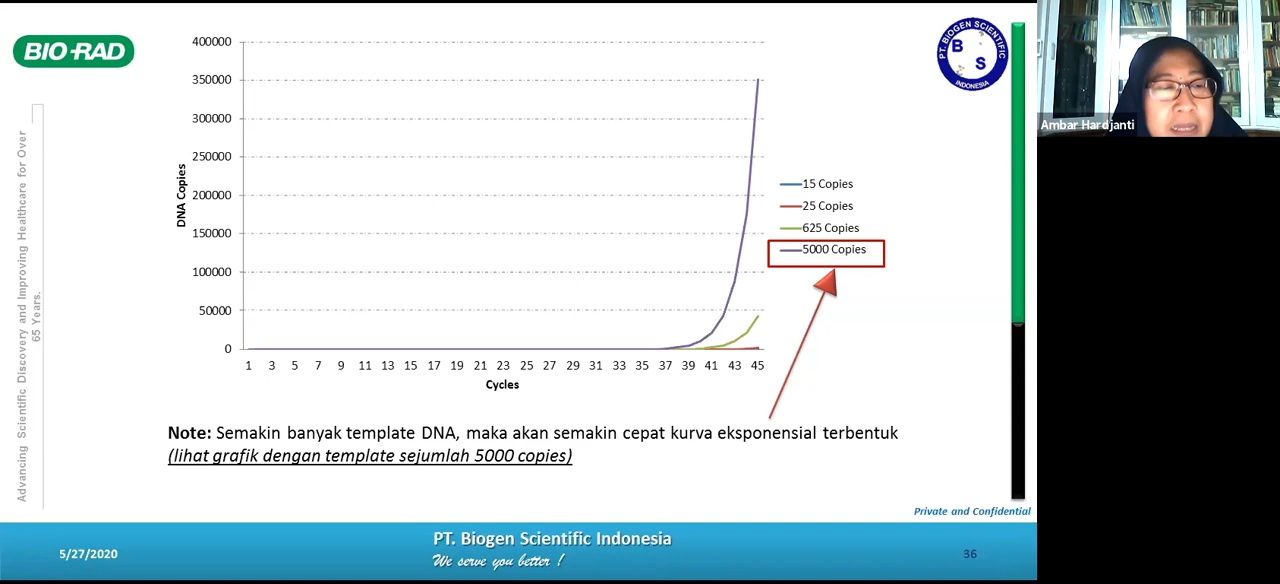 BIO-RAD
Advancing Scientific Discovery and Improving Healthcare for Over
65 Years.
400000
350000
300000
250000
200000
150000
100000
50000
0
DNA Copies
1 3 5 7 9 11 13 15 17 19 21 23 25 27 29 31 33 35 37 39 41 43 45
Cycles
15 Copies
25 Copies
625 Copies
5000 Copies
PT. BIOGEN SCIENTIFIC
B
S
INDONESIA
Ambar Hardjanti
Note: Semakin banyak template DNA, maka akan semakin cepat kurva eksponensial terbentuk
(lihat grafik dengan template sejumlah 5000 copies)
Private and Confidential
PT. Biogen Scientific Indonesia
We serve you better !
5/27/2020
36